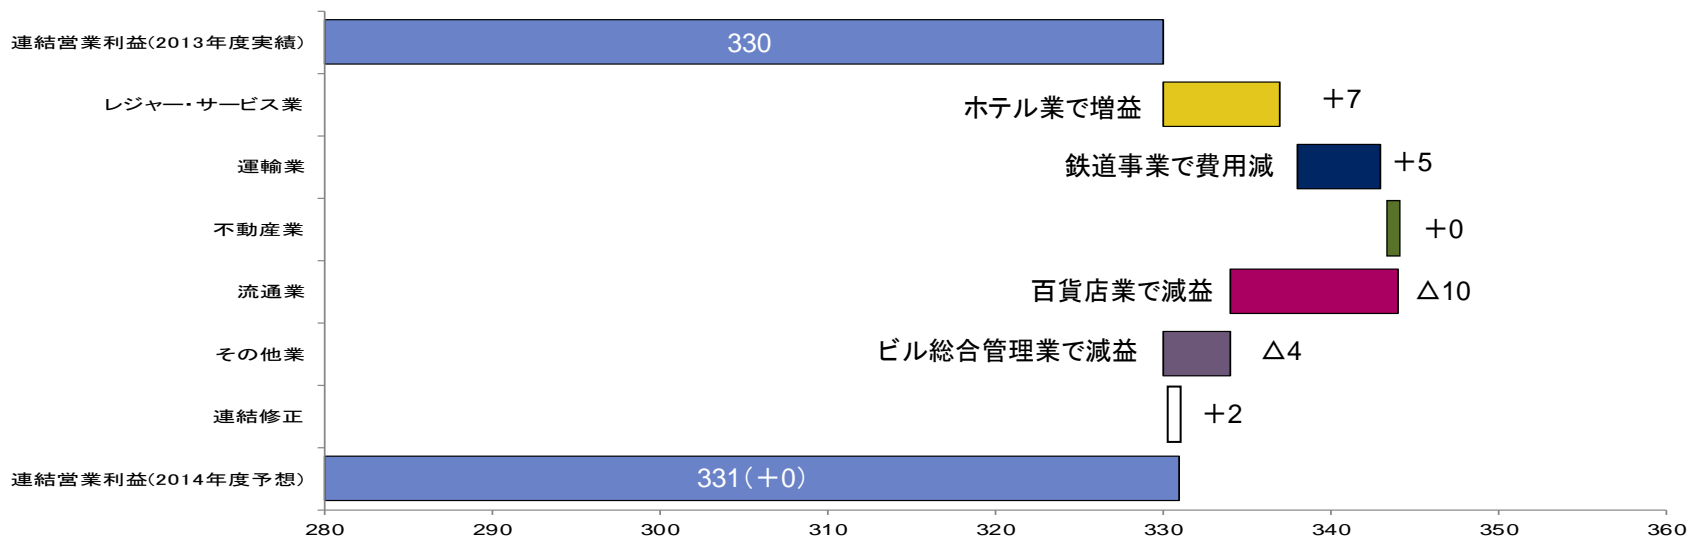 連結営業利益(2013年度実績) 330
レジャー・サービス業 ホテル業で増益 +7
運輸業 鉄道事業で費用減 +5
不動産業 +0
流通業 百貨店業で減益 △10
その他業 ビル総合管理業で減益 △4
連結修正 +2
連結営業利益(2014年度予想) 331(+0)
280 290 300 310 320 330 340 350 360